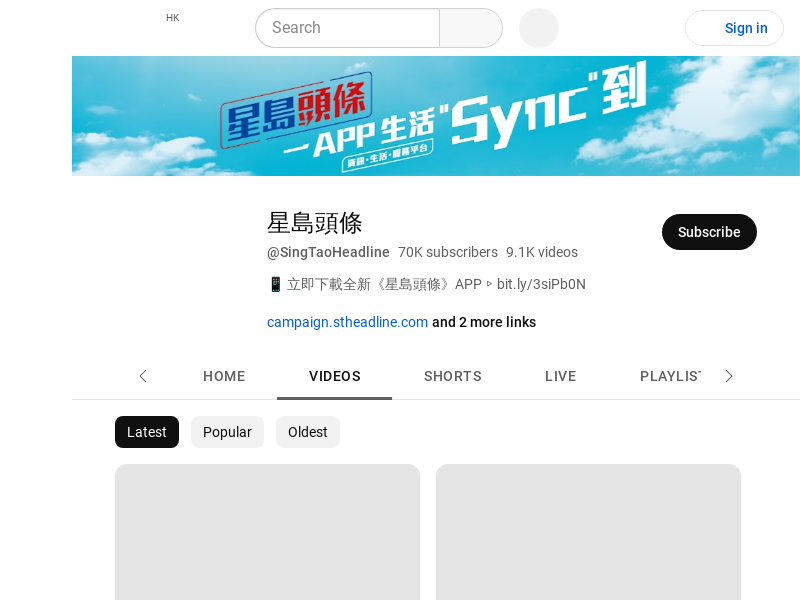 HK
Search
Sign in
星島頭條
一APP生活"Sync"到
資訊·生活·服務平台
星島頭條
@SingTaoHeadline 70K subscribers 9.1K videos
📱 立即下載全新《星島頭條》APP ▹ bit.ly/3siPb0N
Subscribe
campaign.stheadline.com and 2 more links
HOME VIDEOS SHORTS LIVE PLAYLIST
Latest Popular Oldest